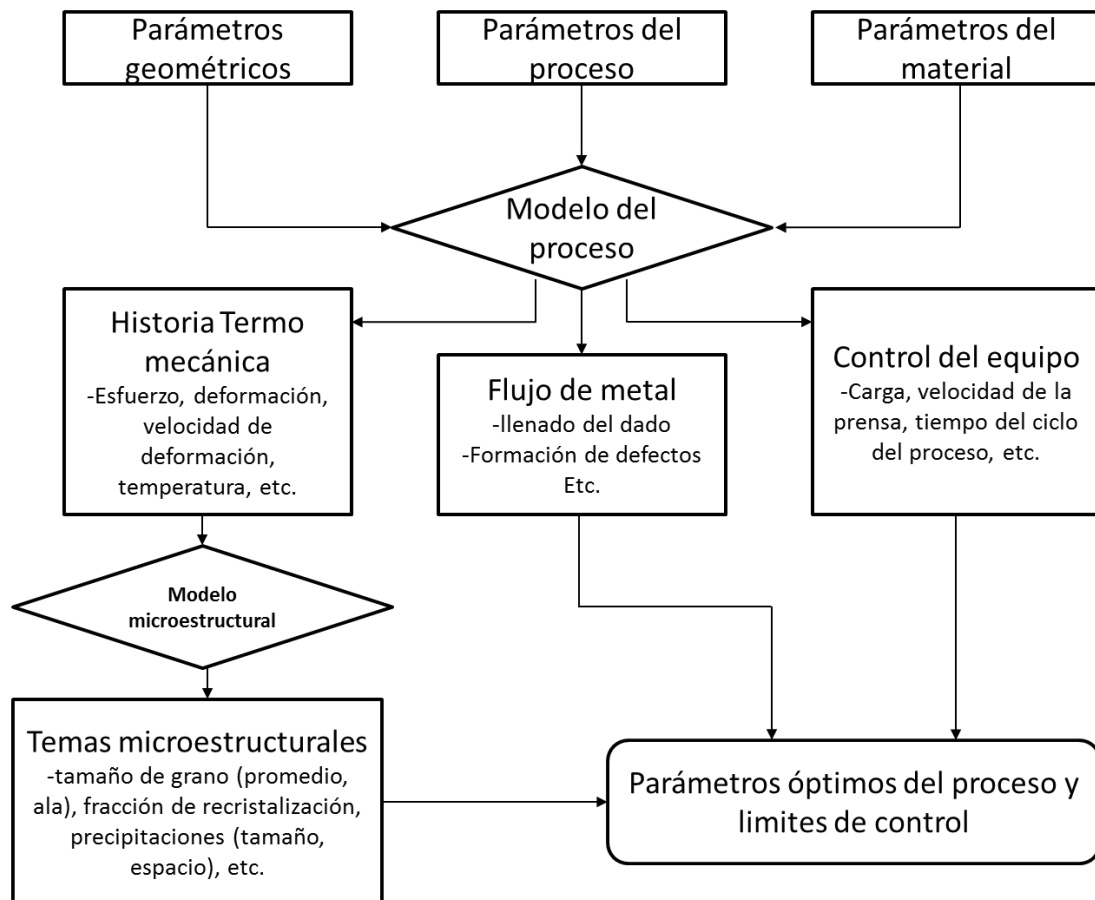 Parámetros
geométricos
Parámetros del
proceso
Parámetros del
material
Modelo del
proceso
Historia Termo
mecánica
-Esfuerzo, deformación,
velocidad de
deformación,
temperatura, etc.
Flujo de metal
-llenado del dado
-Formación de defectos
Etc.
Control del equipo
-Carga, velocidad de la
prensa, tiempo del ciclo
del proceso, etc.
Modelo
microestructural
Temas microestructurales
-tamaño de grano (promedio,
ala), fracción de recristalización,
precipitaciones (tamaño,
espacio), etc.
Parámetros óptimos del proceso y
limites de control